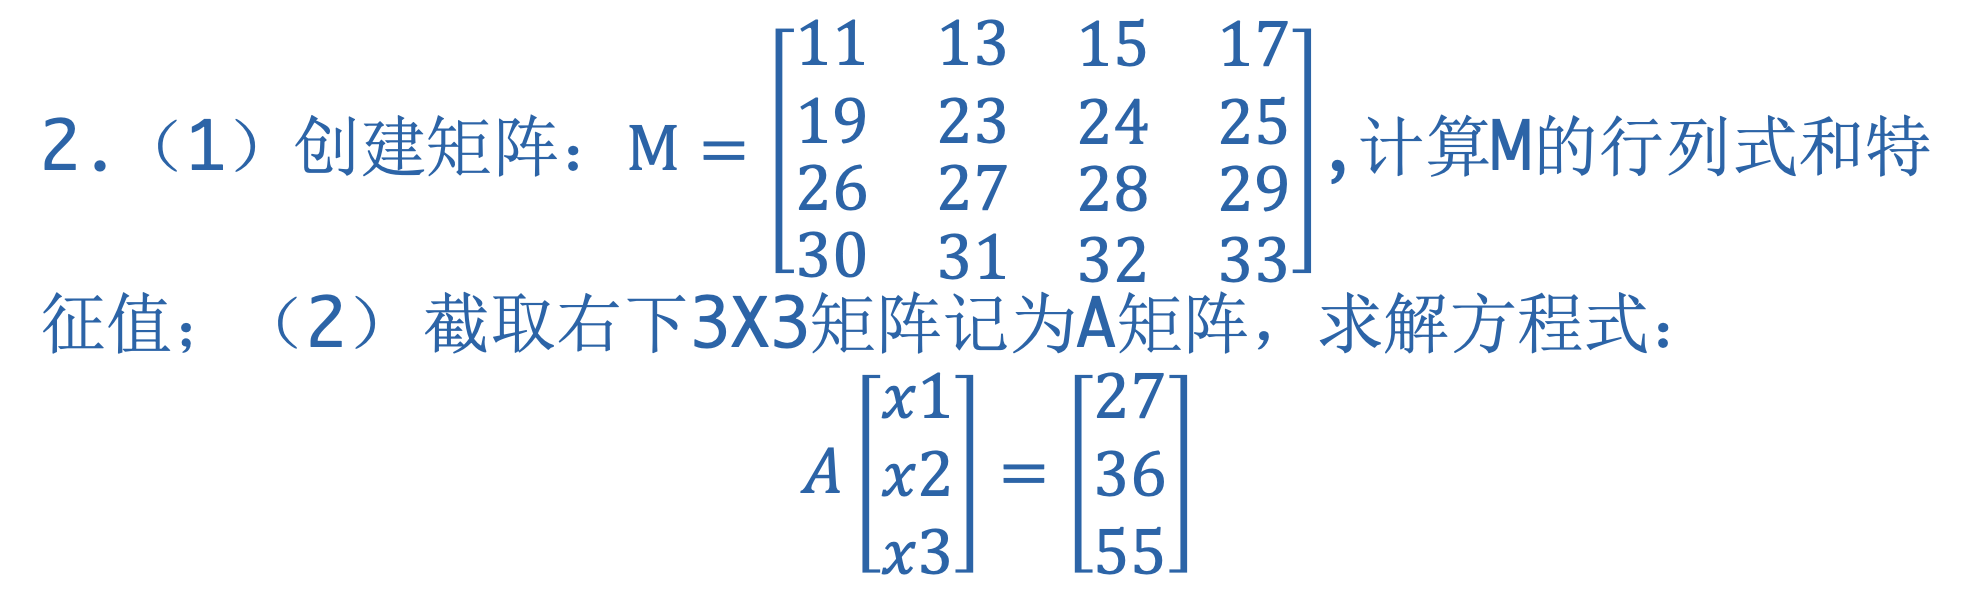 11 13 15 17
19 23 24 25
2.（1）创建矩阵：M = ,计算M的行列式和特
26 27 28 29
30 31 32 33
征值；（2）截取右下3X3矩阵记为A矩阵，求解方程式：
x1 27
A x2 = 36
x3 55